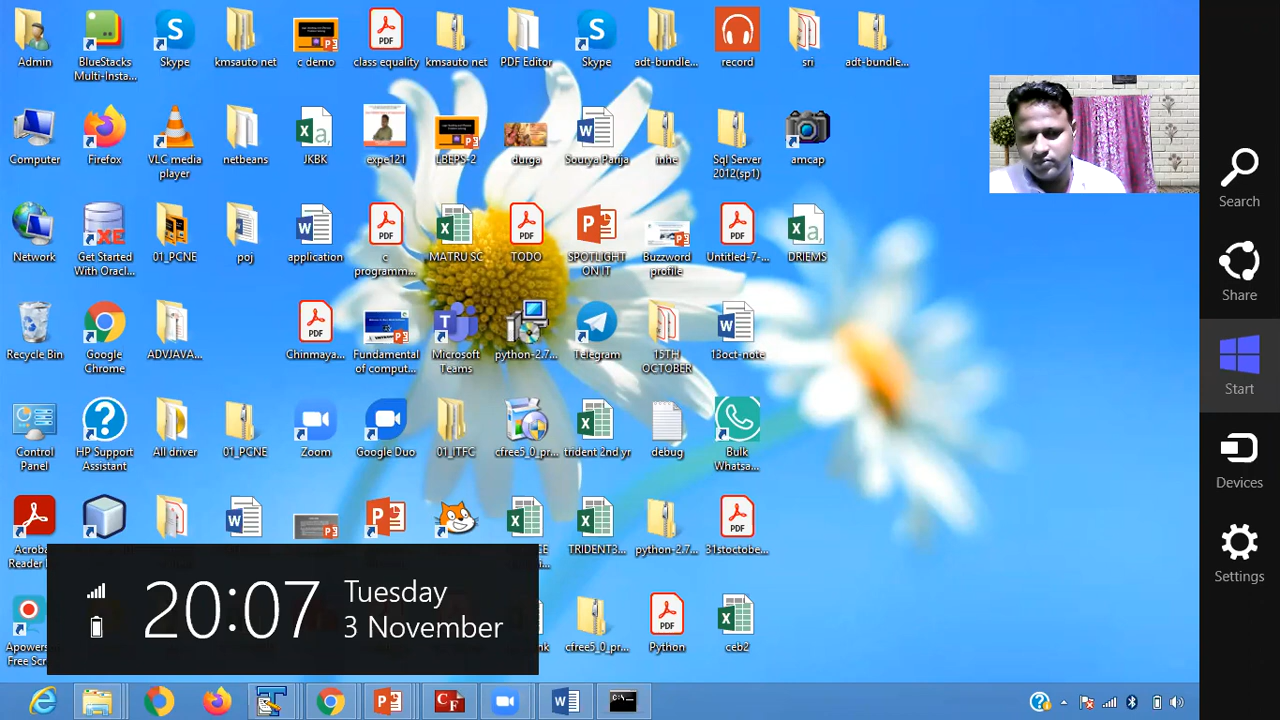 Admin
BlueStacks
Multi-Insta...
Skype
kmsauto net
c demo
class equality
kmsauto net
PDF Editor
Skype
adt-bundle...
record
sri
adt-bundle...
Computer
Firefox
VLC media
player
netbeans
JKBK
expe121
LBEPS-2
durga
Sourya Parija
inhe
Sql Server
2012(sp1)
amcap
Network
Get Started
With Oracl...
01_PCNE
poj
application
c
programm...
MATRU SC
TODO
SPOTLIGHT
ON IT
Buzzword
profile
Untitled-7-...
DRIEMS
Recycle Bin
Google
Chrome
ADVJAVA...
Chinmaya...
Fundamental
of comput...
Microsoft
Teams
python-2.7...
Telegram
15TH
OCTOBER
13oct-note
Control
Panel
HP Support
Assistant
All driver
01_PCNE
Zoom
Google Duo
01_ITFC
cfree5_0_pr...
trident 2nd yr
debug
Bulk
Whatsa...
Acroba
Reader
TRIDENT3...
python-2.7...
31stoctobe...
Apowers
Free Scr
cfree5_0_pr...
Python
ceb2
20:07
Tuesday
3 November
Search
Share
Start
Devices
Settings